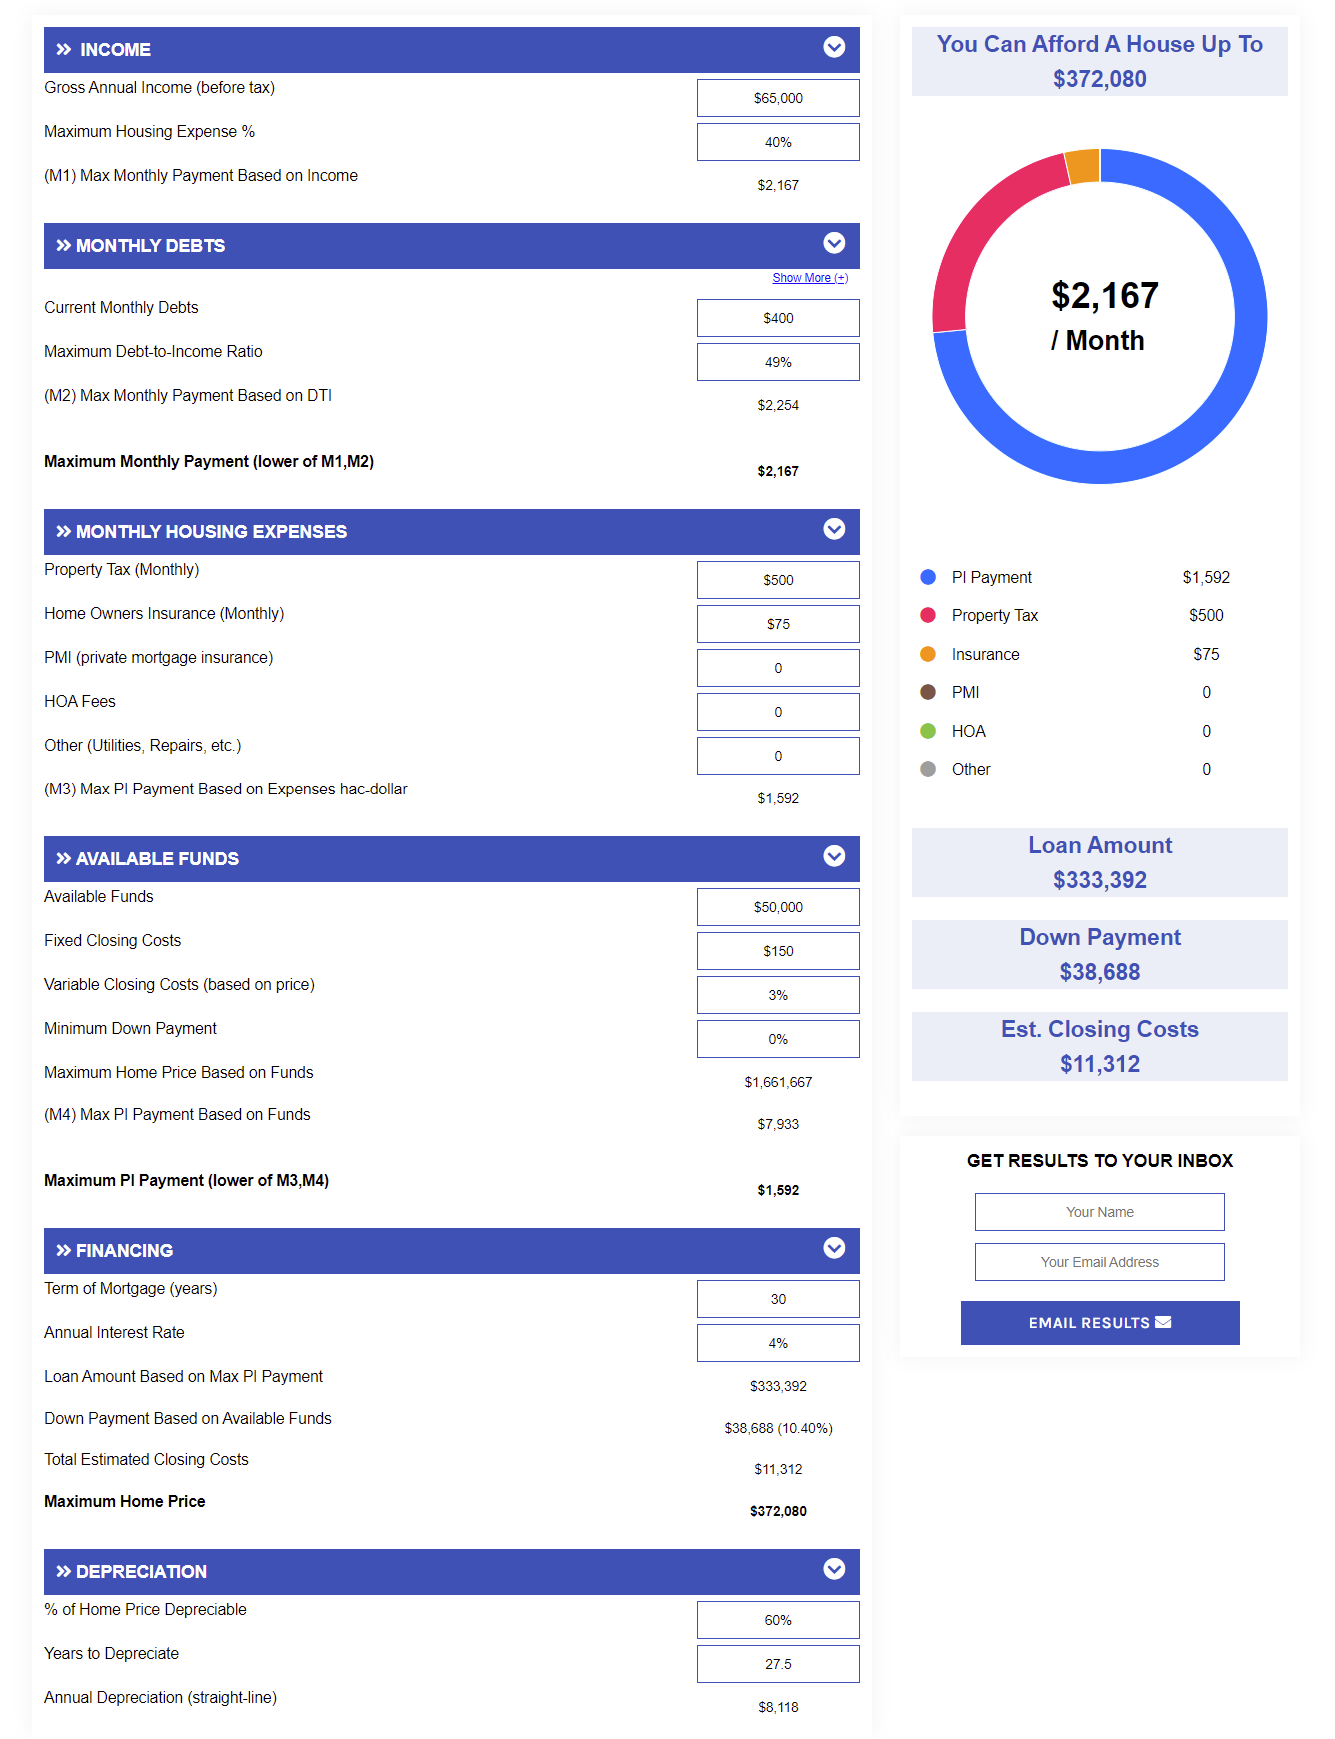 INCOME
Gross Annual Income (before tax)
$65,000
Maximum Housing Expense %
40%
(M1) Max Monthly Payment Based on Income
$2,167
MONTHLY DEBTS
Show More (+)
Current Monthly Debts
$400
Maximum Debt-to-Income Ratio
49%
(M2) Max Monthly Payment Based on DTI
$2,254
Maximum Monthly Payment (lower of M1,M2)
$2,167
MONTHLY HOUSING EXPENSES
Property Tax (Monthly)
$500
Home Owners Insurance (Monthly)
$75
PMI (private mortgage insurance)
0
HOA Fees
0
Other (Utilities, Repairs, etc.)
0
(M3) Max PI Payment Based on Expenses hac-dollar
$1,592
AVAILABLE FUNDS
Available Funds
$50,000
Fixed Closing Costs
$150
Variable Closing Costs (based on price)
3%
Minimum Down Payment
0%
Maximum Home Price Based on Funds
$1,661,667
(M4) Max PI Payment Based on Funds
$7,933
Maximum PI Payment (lower of M3,M4)
$1,592
FINANCING
Term of Mortgage (years)
30
Annual Interest Rate
4%
Loan Amount Based on Max PI Payment
$333,392
Down Payment Based on Available Funds
$38,688 (10.40%)
Total Estimated Closing Costs
$11,312
Maximum Home Price
$372,080
DEPRECIATION
% of Home Price Depreciable
60%
Years to Depreciate
27.5
Annual Depreciation (straight-line)
$8,118
You Can Afford A House Up To
$372,080
$2,167
/ Month
PI Payment $1,592
Property Tax $500
Insurance $75
PMI 0
HOA 0
Other 0
Loan Amount
$333,392
Down Payment
$38,688
Est. Closing Costs
$11,312
GET RESULTS TO YOUR INBOX
Your Name
Your Email Address
EMAIL RESULTS